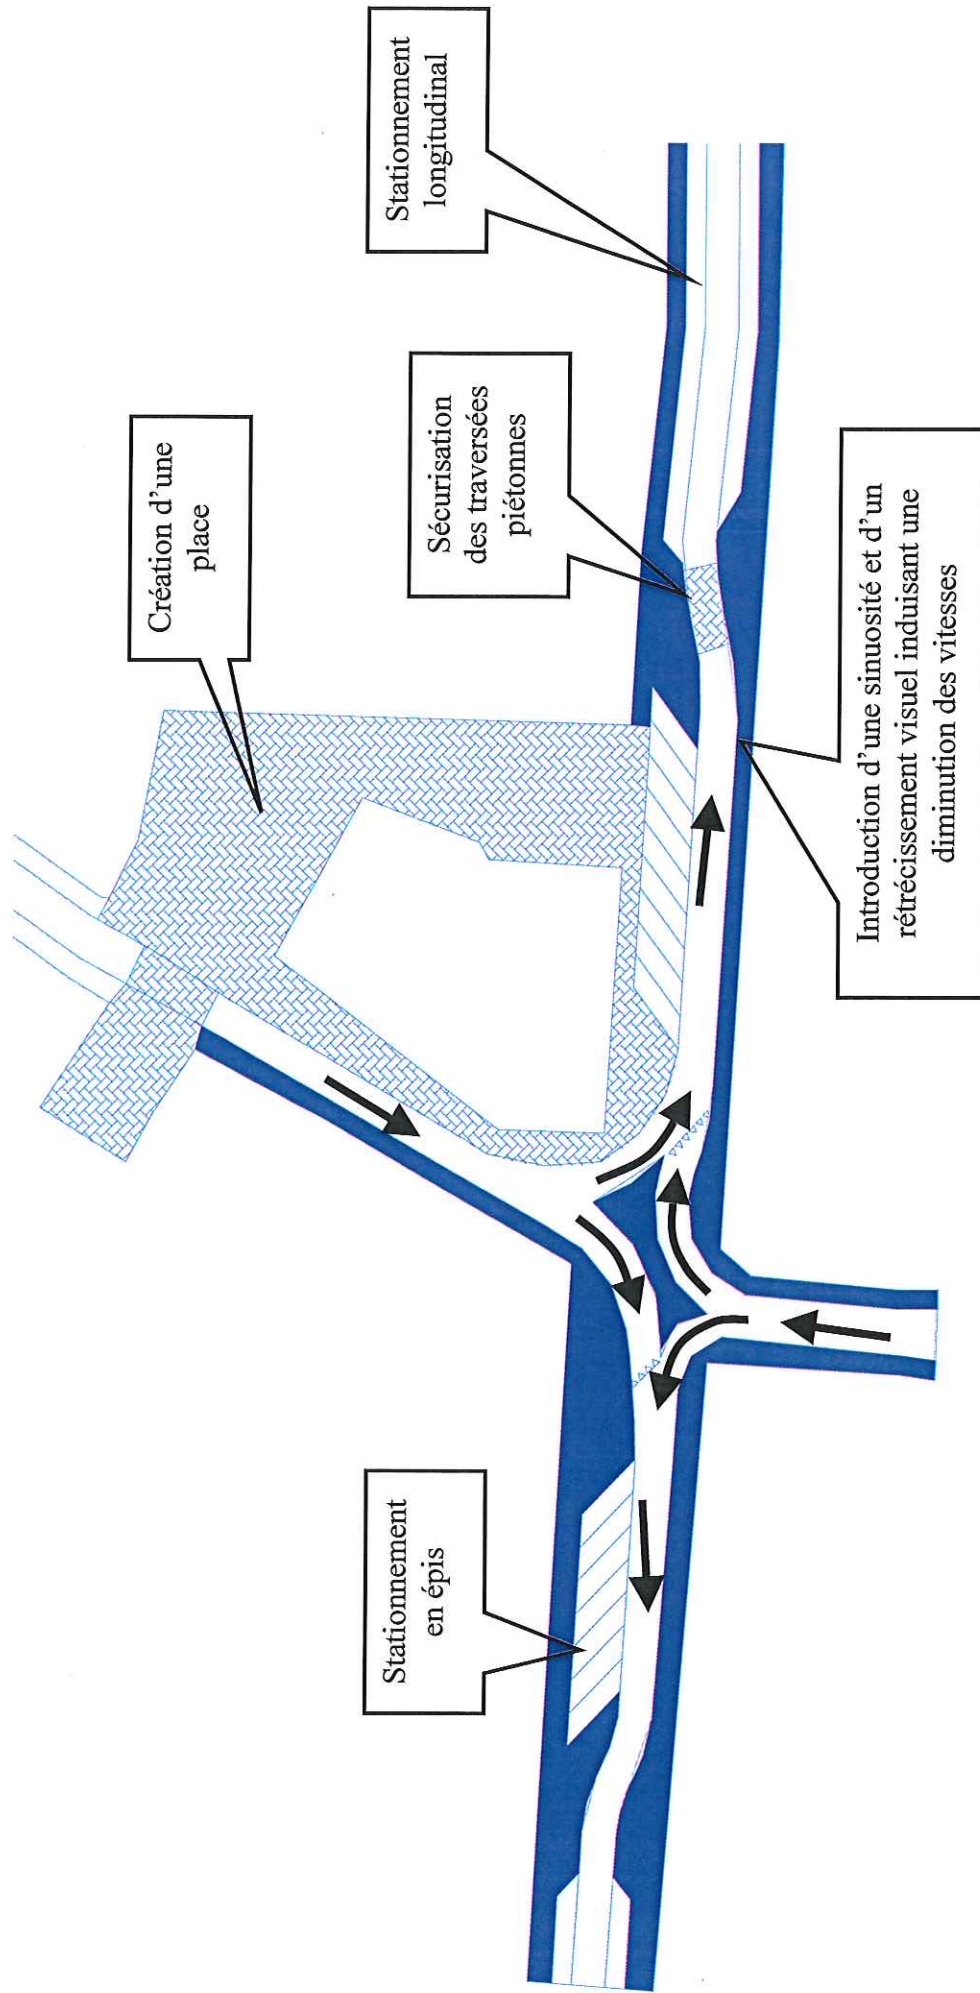 Stationnement
longitudinal
Création d'une
place
Sécurisation
des traversées
piétonnes
Introduction d'une sinuosité et d'un
rétrécissement visuel induisant une
diminution des vitesses
Stationnement
en épis